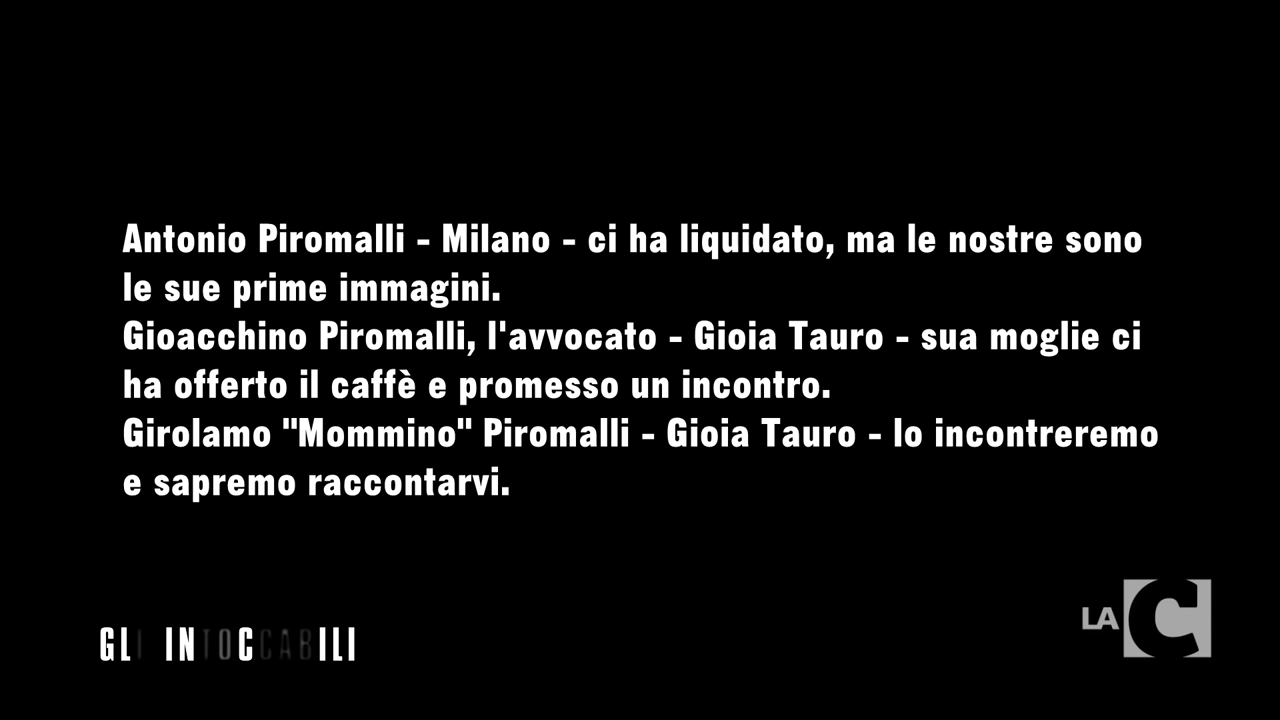 Antonio Piromalli - Milano - ci ha liquidato, ma le nostre sono
le sue prime immagini.
Gioacchino Piromalli, l'avvocato - Gioia Tauro - sua moglie ci
ha offerto il caffè e promesso un incontro.
Girolamo "Mommino" Piromalli - Gioia Tauro - lo incontreremo
e sapremo raccontarvi.
GLI INTOCCABILI
LA C